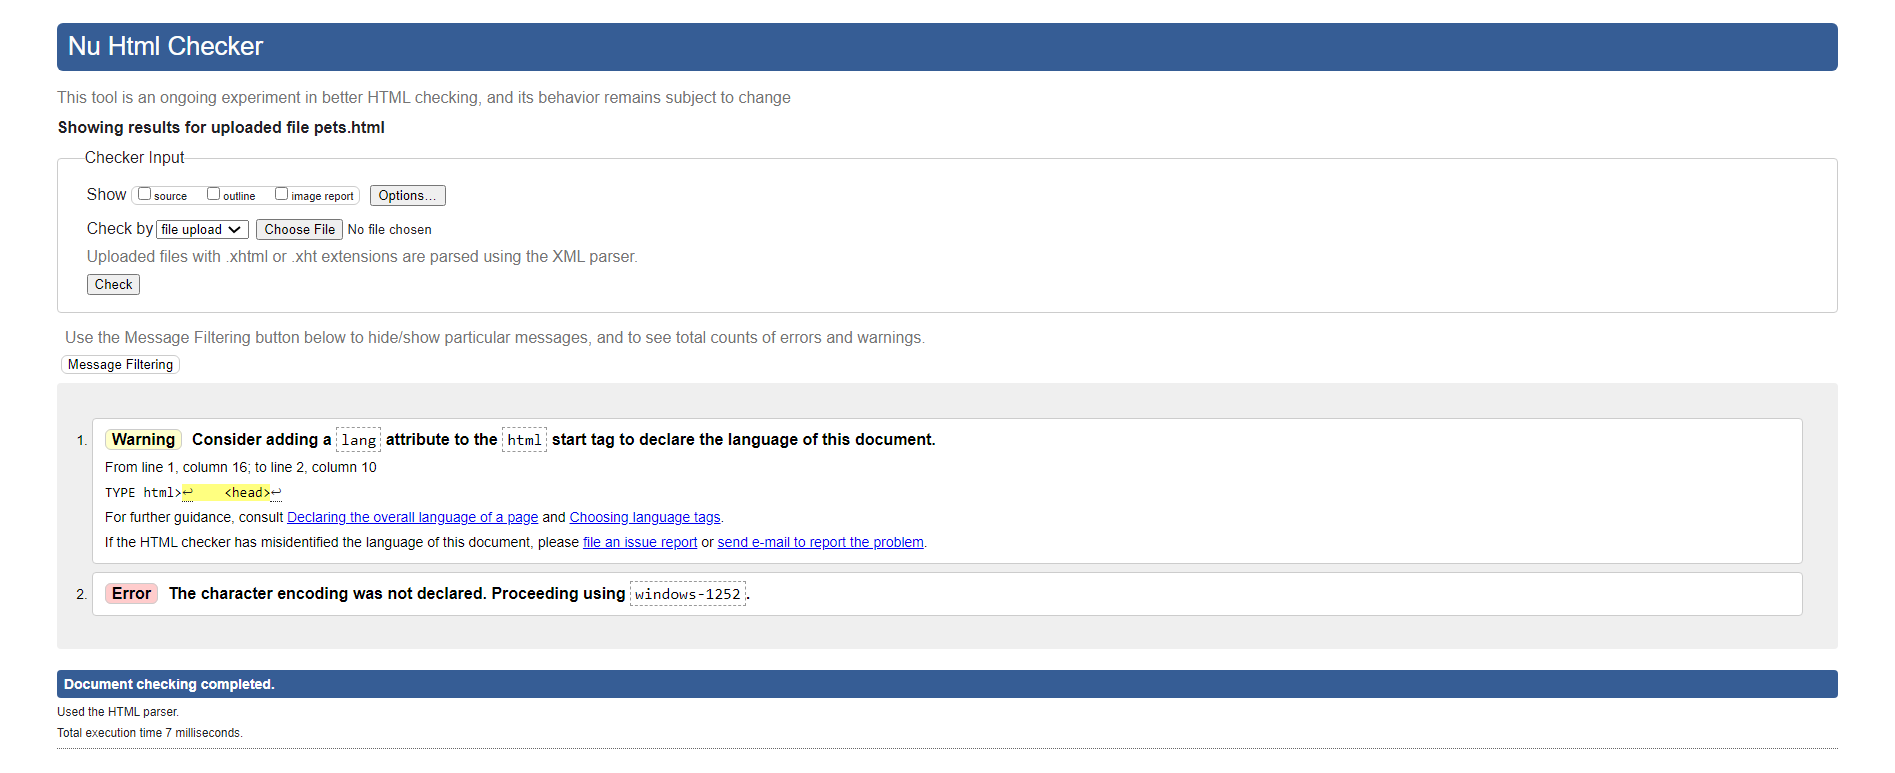 Nu Html Checker
This tool is an ongoing experiment in better HTML checking, and its behavior remains subject to change
Showing results for uploaded file pets.html
Checker Input
Show source outline image report Options...
Check by file upload Choose File No file chosen
Uploaded files with .xhtml or .xht extensions are parsed using the XML parser.
Check
Use the Message Filtering button below to hide/show particular messages, and to see total counts of errors and warnings.
Message Filtering
1. Warning Consider adding a lang attribute to the html start tag to declare the language of this document.
From line 1, column 16; to line 2, column 10
TYPE html>↩    <head>↩
For further guidance, consult Declaring the overall language of a page and Choosing language tags.
If the HTML checker has misidentified the language of this document, please file an issue report or send e-mail to report the problem.
2. Error The character encoding was not declared. Proceeding using windows-1252.
Document checking completed.
Used the HTML parser.
Total execution time 7 milliseconds.